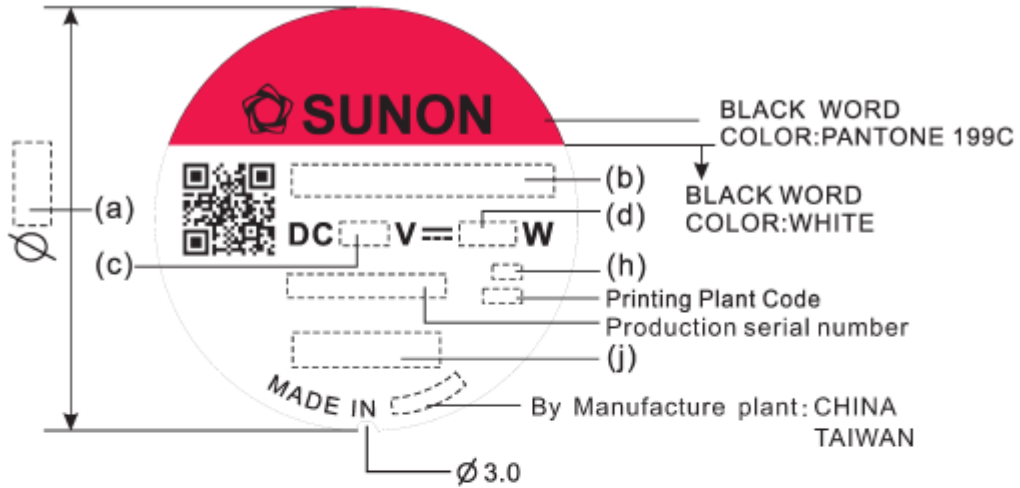 SUNON
BLACK WORD
COLOR:PANTONE 199C
BLACK WORD
COLOR:WHITE
(a)
Ø
(b)
DC V⎓ W
(d)
(c)
(h)
Printing Plant Code
Production serial number
(j)
MADE IN
By Manufacture plant: CHINA
TAIWAN
Ø 3.0